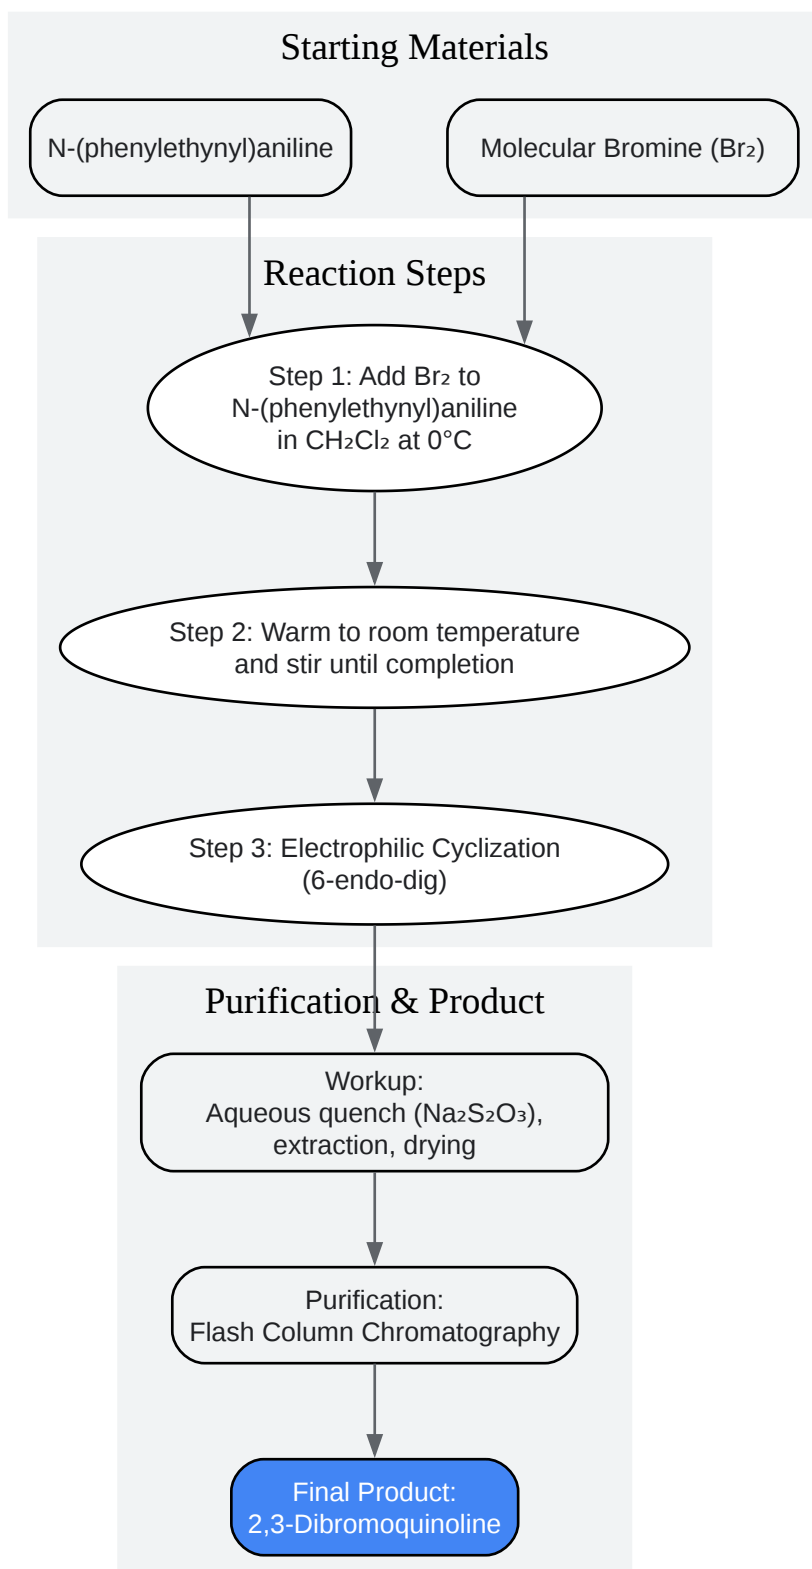 Starting Materials
N-(phenylethynyl)aniline
Molecular Bromine (Br₂)
Reaction Steps
Step 1: Add Br₂ to
N-(phenylethynyl)aniline
in CH₂Cl₂ at 0°C
Step 2: Warm to room temperature
and stir until completion
Step 3: Electrophilic Cyclization
(6-endo-dig)
Purification & Product
Workup:
Aqueous quench (Na₂S₂O₃),
extraction, drying
Purification:
Flash Column Chromatography
Final Product:
2,3-Dibromoquinoline